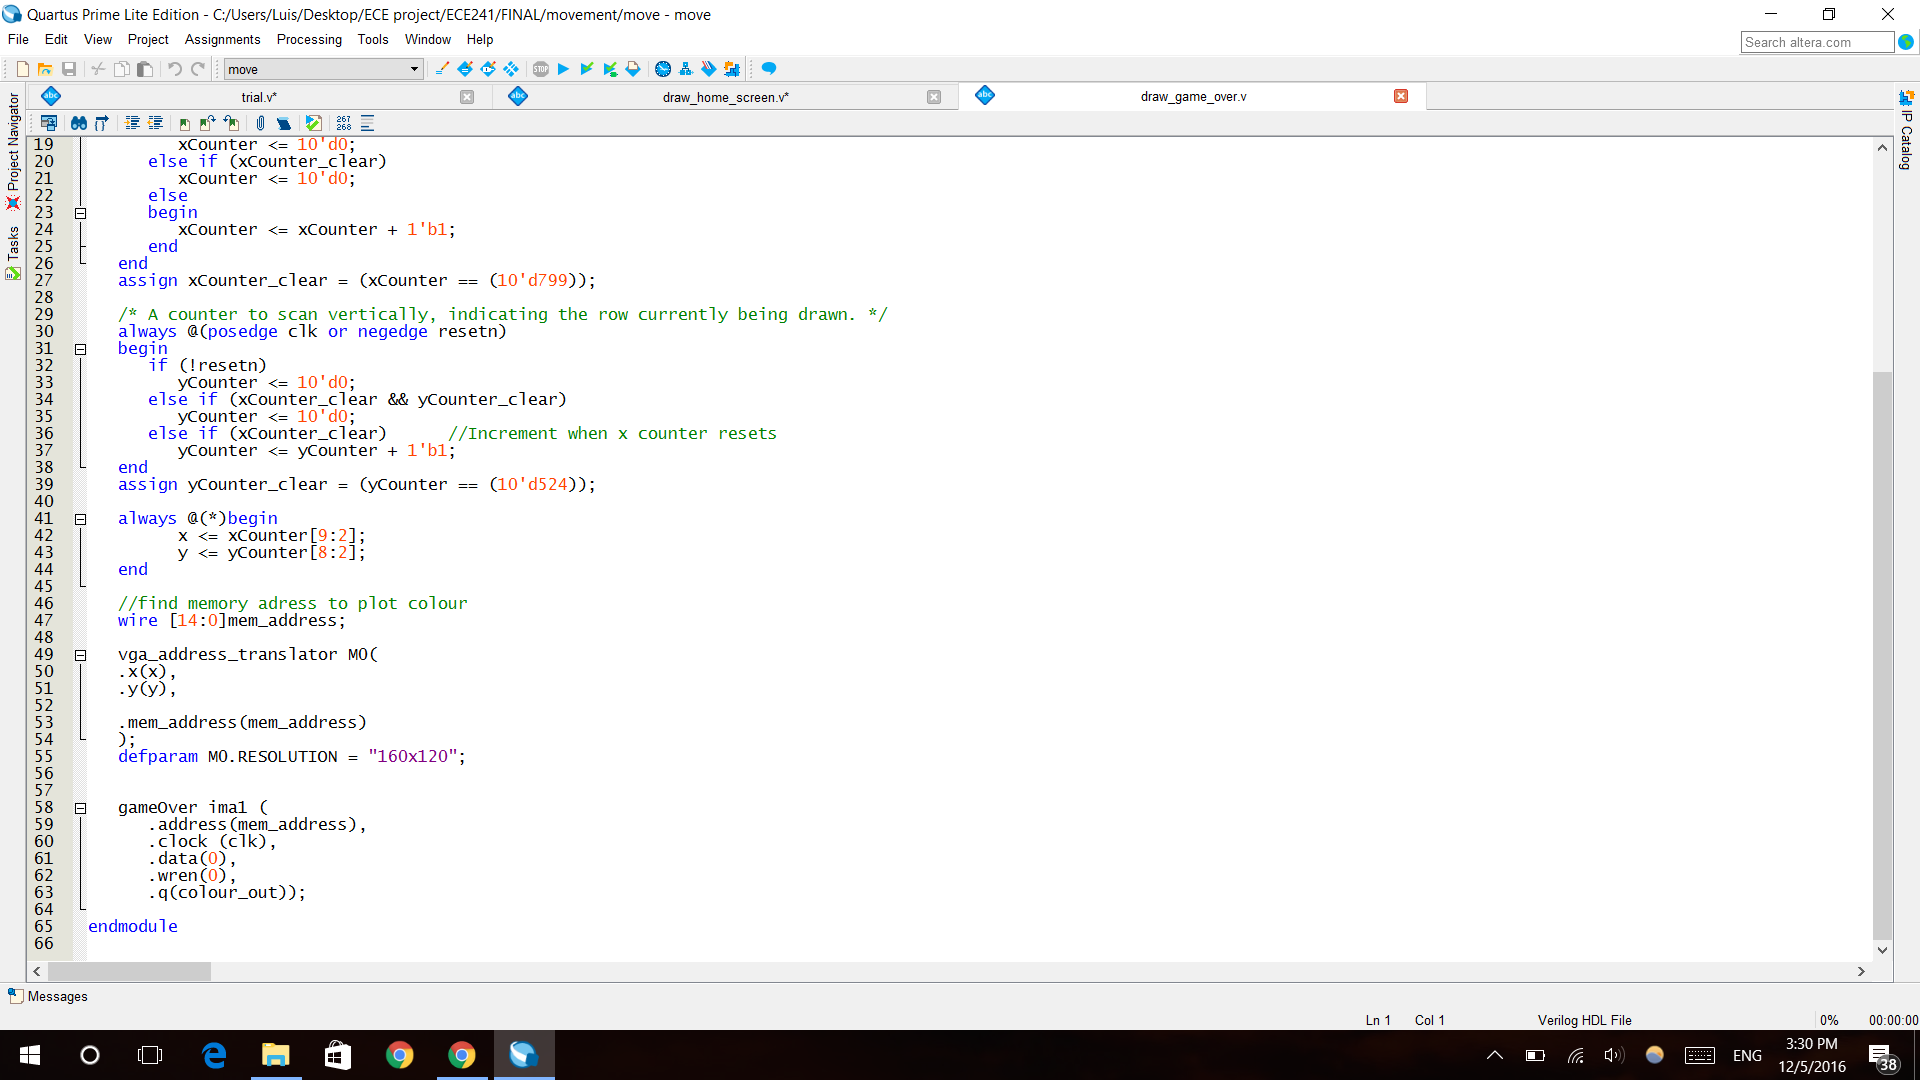 Quartus Prime Lite Edition - C:/Users/Luis/Desktop/ECE project/ECE241/FINAL/movement/move - move
File Edit View Project Assignments Processing Tools Window Help
Search altera.com
move
STOP
Project Navigator
Tasks
IP Catalog
abc trial.v*
abc draw_home_screen.v*
abc draw_game_over.v
267
268
19 xCounter <= 10'd0;
20 else if (xCounter_clear)
21 xCounter <= 10'd0;
22 else
23 begin
24 xCounter <= xCounter + 1'b1;
25 end
26 end
27 assign xCounter_clear = (xCounter == (10'd799));
28
29 /* A counter to scan vertically, indicating the row currently being drawn. */
30 always @(posedge clk or negedge resetn)
31 begin
32 if (!resetn)
33 yCounter <= 10'd0;
34 else if (xCounter_clear && yCounter_clear)
35 yCounter <= 10'd0;
36 else if (xCounter_clear) //Increment when x counter resets
37 yCounter <= yCounter + 1'b1;
38 end
39 assign yCounter_clear = (yCounter == (10'd524));
40
41 always @(*)begin
42 x <= xCounter[9:2];
43 y <= yCounter[8:2];
44 end
45
46 //find memory adress to plot colour
47 wire [14:0]mem_address;
48
49 vga_address_translator M0(
50 .x(x),
51 .y(y),
52
53 .mem_address(mem_address)
54 );
55 defparam M0.RESOLUTION = "160x120";
56
57
58 gameOver ima1 (
59 .address(mem_address),
60 .clock (clk),
61 .data(0),
62 .wren(0),
63 .q(colour_out));
64
65 endmodule
66
Messages
Ln 1 Col 1 Verilog HDL File 0% 00:00:00
ENG
3:30 PM
12/5/2016
38